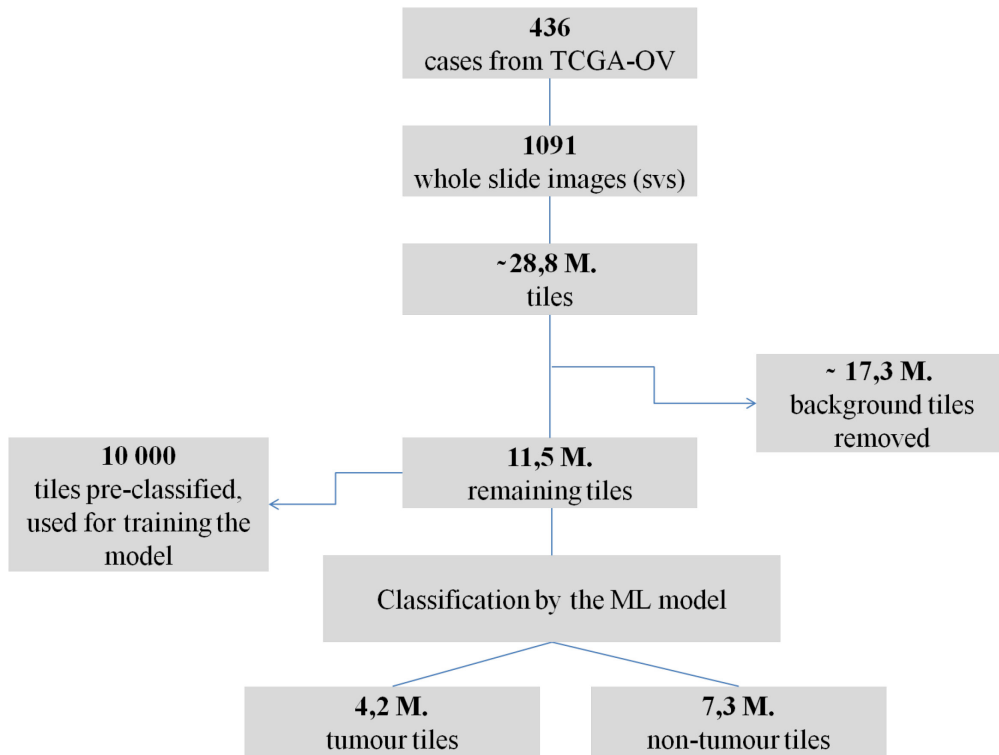 436
cases from TCGA-OV
1091
whole slide images (svs)
~28,8 M.
tiles
~ 17,3 M.
background tiles
removed
10 000
tiles pre-classified,
used for training the
model
11,5 M.
remaining tiles
Classification by the ML model
4,2 M.
tumour tiles
7,3 M.
non-tumour tiles